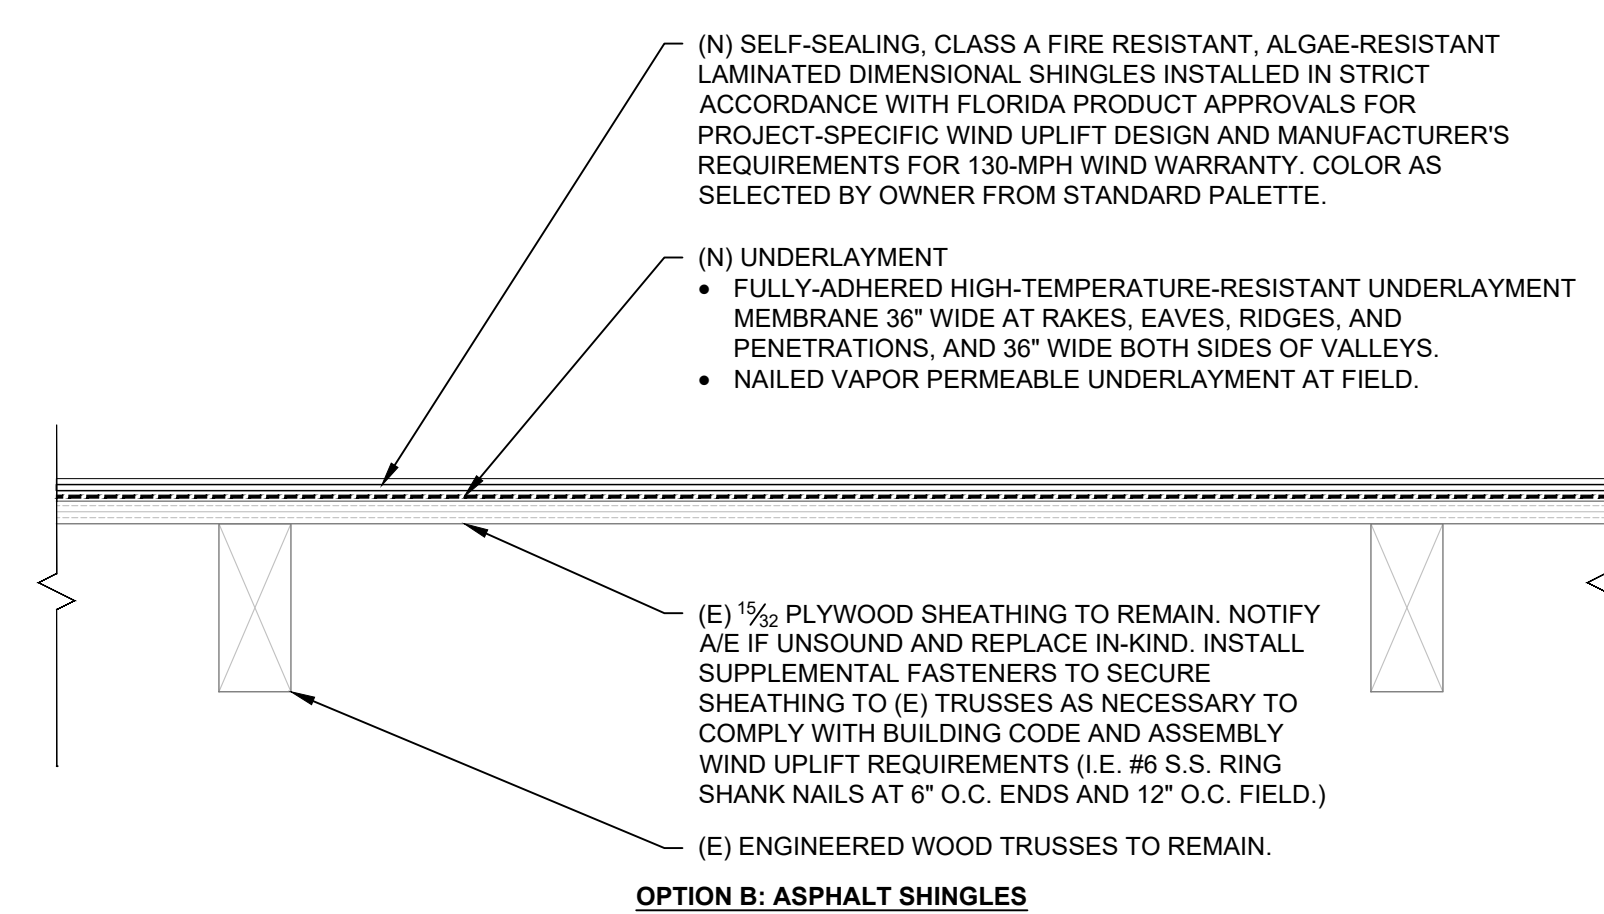 (N) SELF-SEALING, CLASS A FIRE RESISTANT, ALGAE-RESISTANT
LAMINATED DIMENSIONAL SHINGLES INSTALLED IN STRICT
ACCORDANCE WITH FLORIDA PRODUCT APPROVALS FOR
PROJECT-SPECIFIC WIND UPLIFT DESIGN AND MANUFACTURER'S
REQUIREMENTS FOR 130-MPH WIND WARRANTY. COLOR AS
SELECTED BY OWNER FROM STANDARD PALETTE.
(N) UNDERLAYMENT
• FULLY-ADHERED HIGH-TEMPERATURE-RESISTANT UNDERLAYMENT
MEMBRANE 36" WIDE AT RAKES, EAVES, RIDGES, AND
PENETRATIONS, AND 36" WIDE BOTH SIDES OF VALLEYS.
• NAILED VAPOR PERMEABLE UNDERLAYMENT AT FIELD.
(E) 15⁄32 PLYWOOD SHEATHING TO REMAIN. NOTIFY
A/E IF UNSOUND AND REPLACE IN-KIND. INSTALL
SUPPLEMENTAL FASTENERS TO SECURE
SHEATHING TO (E) TRUSSES AS NECESSARY TO
COMPLY WITH BUILDING CODE AND ASSEMBLY
WIND UPLIFT REQUIREMENTS (I.E. #6 S.S. RING
SHANK NAILS AT 6" O.C. ENDS AND 12" O.C. FIELD.)
(E) ENGINEERED WOOD TRUSSES TO REMAIN.
OPTION B: ASPHALT SHINGLES